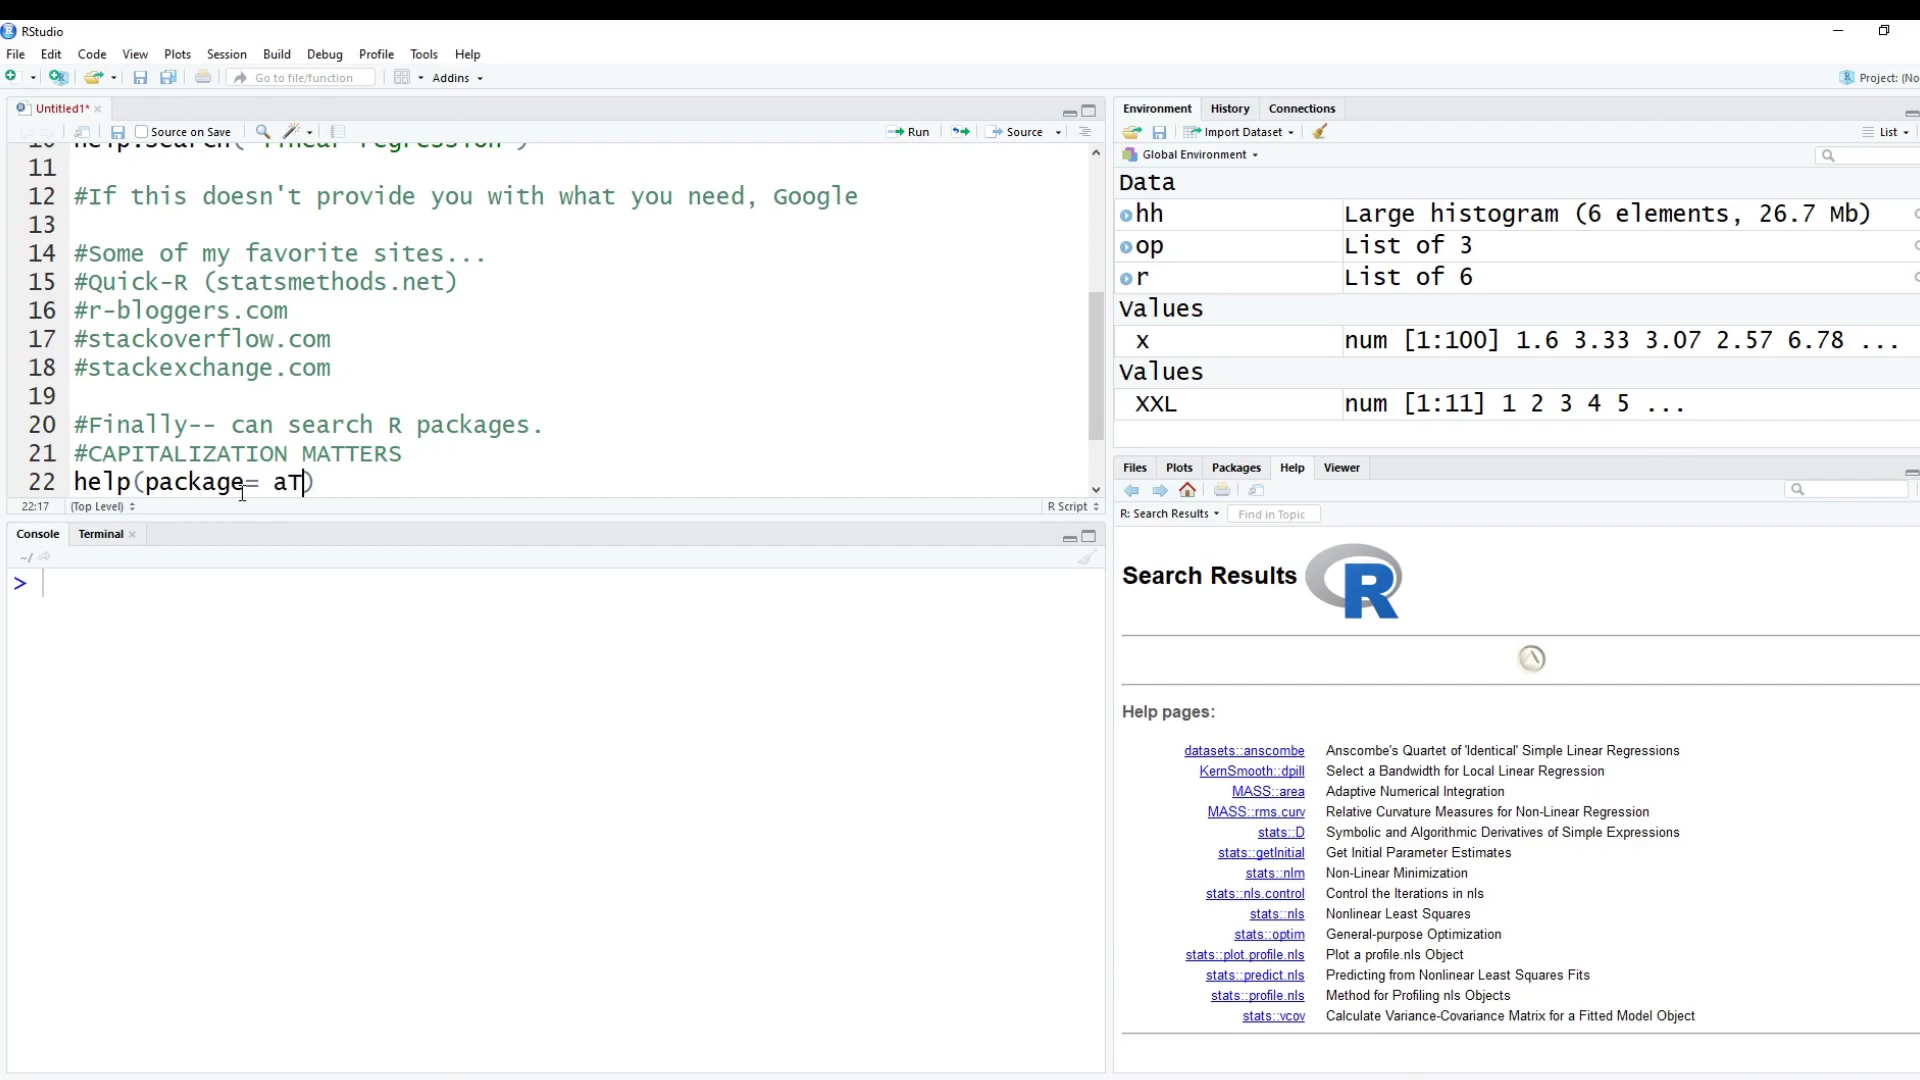 RStudio
File Edit Code View Plots Session Build Debug Profile Tools Help
Go to file/function Addins Project: (No
Untitled1*
Source on Save Run Source
10 help.search("linear regression")
11
12 #If this doesn't provide you with what you need, Google
13
14 #Some of my favorite sites...
15 #Quick-R (statsmethods.net)
16 #r-bloggers.com
17 #stackoverflow.com
18 #stackexchange.com
19
20 #Finally-- can search R packages.
21 #CAPITALIZATION MATTERS
22 help(package= aT)
22:17 (Top Level) R Script
Console Terminal
~/
>
Environment History Connections
Import Dataset List
Global Environment
Data
hh Large histogram (6 elements, 26.7 Mb)
op List of 3
r List of 6
Values
x num [1:100] 1.6 3.33 3.07 2.57 6.78 ...
Values
XXL num [1:11] 1 2 3 4 5 ...
Files Plots Packages Help Viewer
R: Search Results Find in Topic
Search Results R
Help pages:
datasets::anscombe Anscombe's Quartet of 'Identical' Simple Linear Regressions
KernSmooth::dpill Select a Bandwidth for Local Linear Regression
MASS::area Adaptive Numerical Integration
MASS::rms.curv Relative Curvature Measures for Non-Linear Regression
stats::D Symbolic and Algorithmic Derivatives of Simple Expressions
stats::getInitial Get Initial Parameter Estimates
stats::nlm Non-Linear Minimization
stats::nls.control Control the Iterations in nls
stats::nls Nonlinear Least Squares
stats::optim General-purpose Optimization
stats::plot.profile.nls Plot a profile.nls Object
stats::predict.nls Predicting from Nonlinear Least Squares Fits
stats::profile.nls Method for Profiling nls Objects
stats::vcov Calculate Variance-Covariance Matrix for a Fitted Model Object